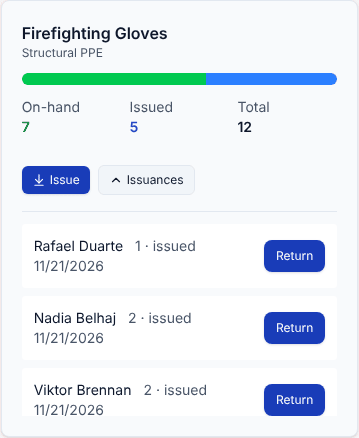 Firefighting Gloves
Structural PPE
On-hand Issued Total
7 5 12
Issue Issuances
Rafael Duarte 1 · issued
11/21/2026
Return
Nadia Belhaj 2 · issued
11/21/2026
Return
Viktor Brennan 2 · issued
11/21/2026
Return